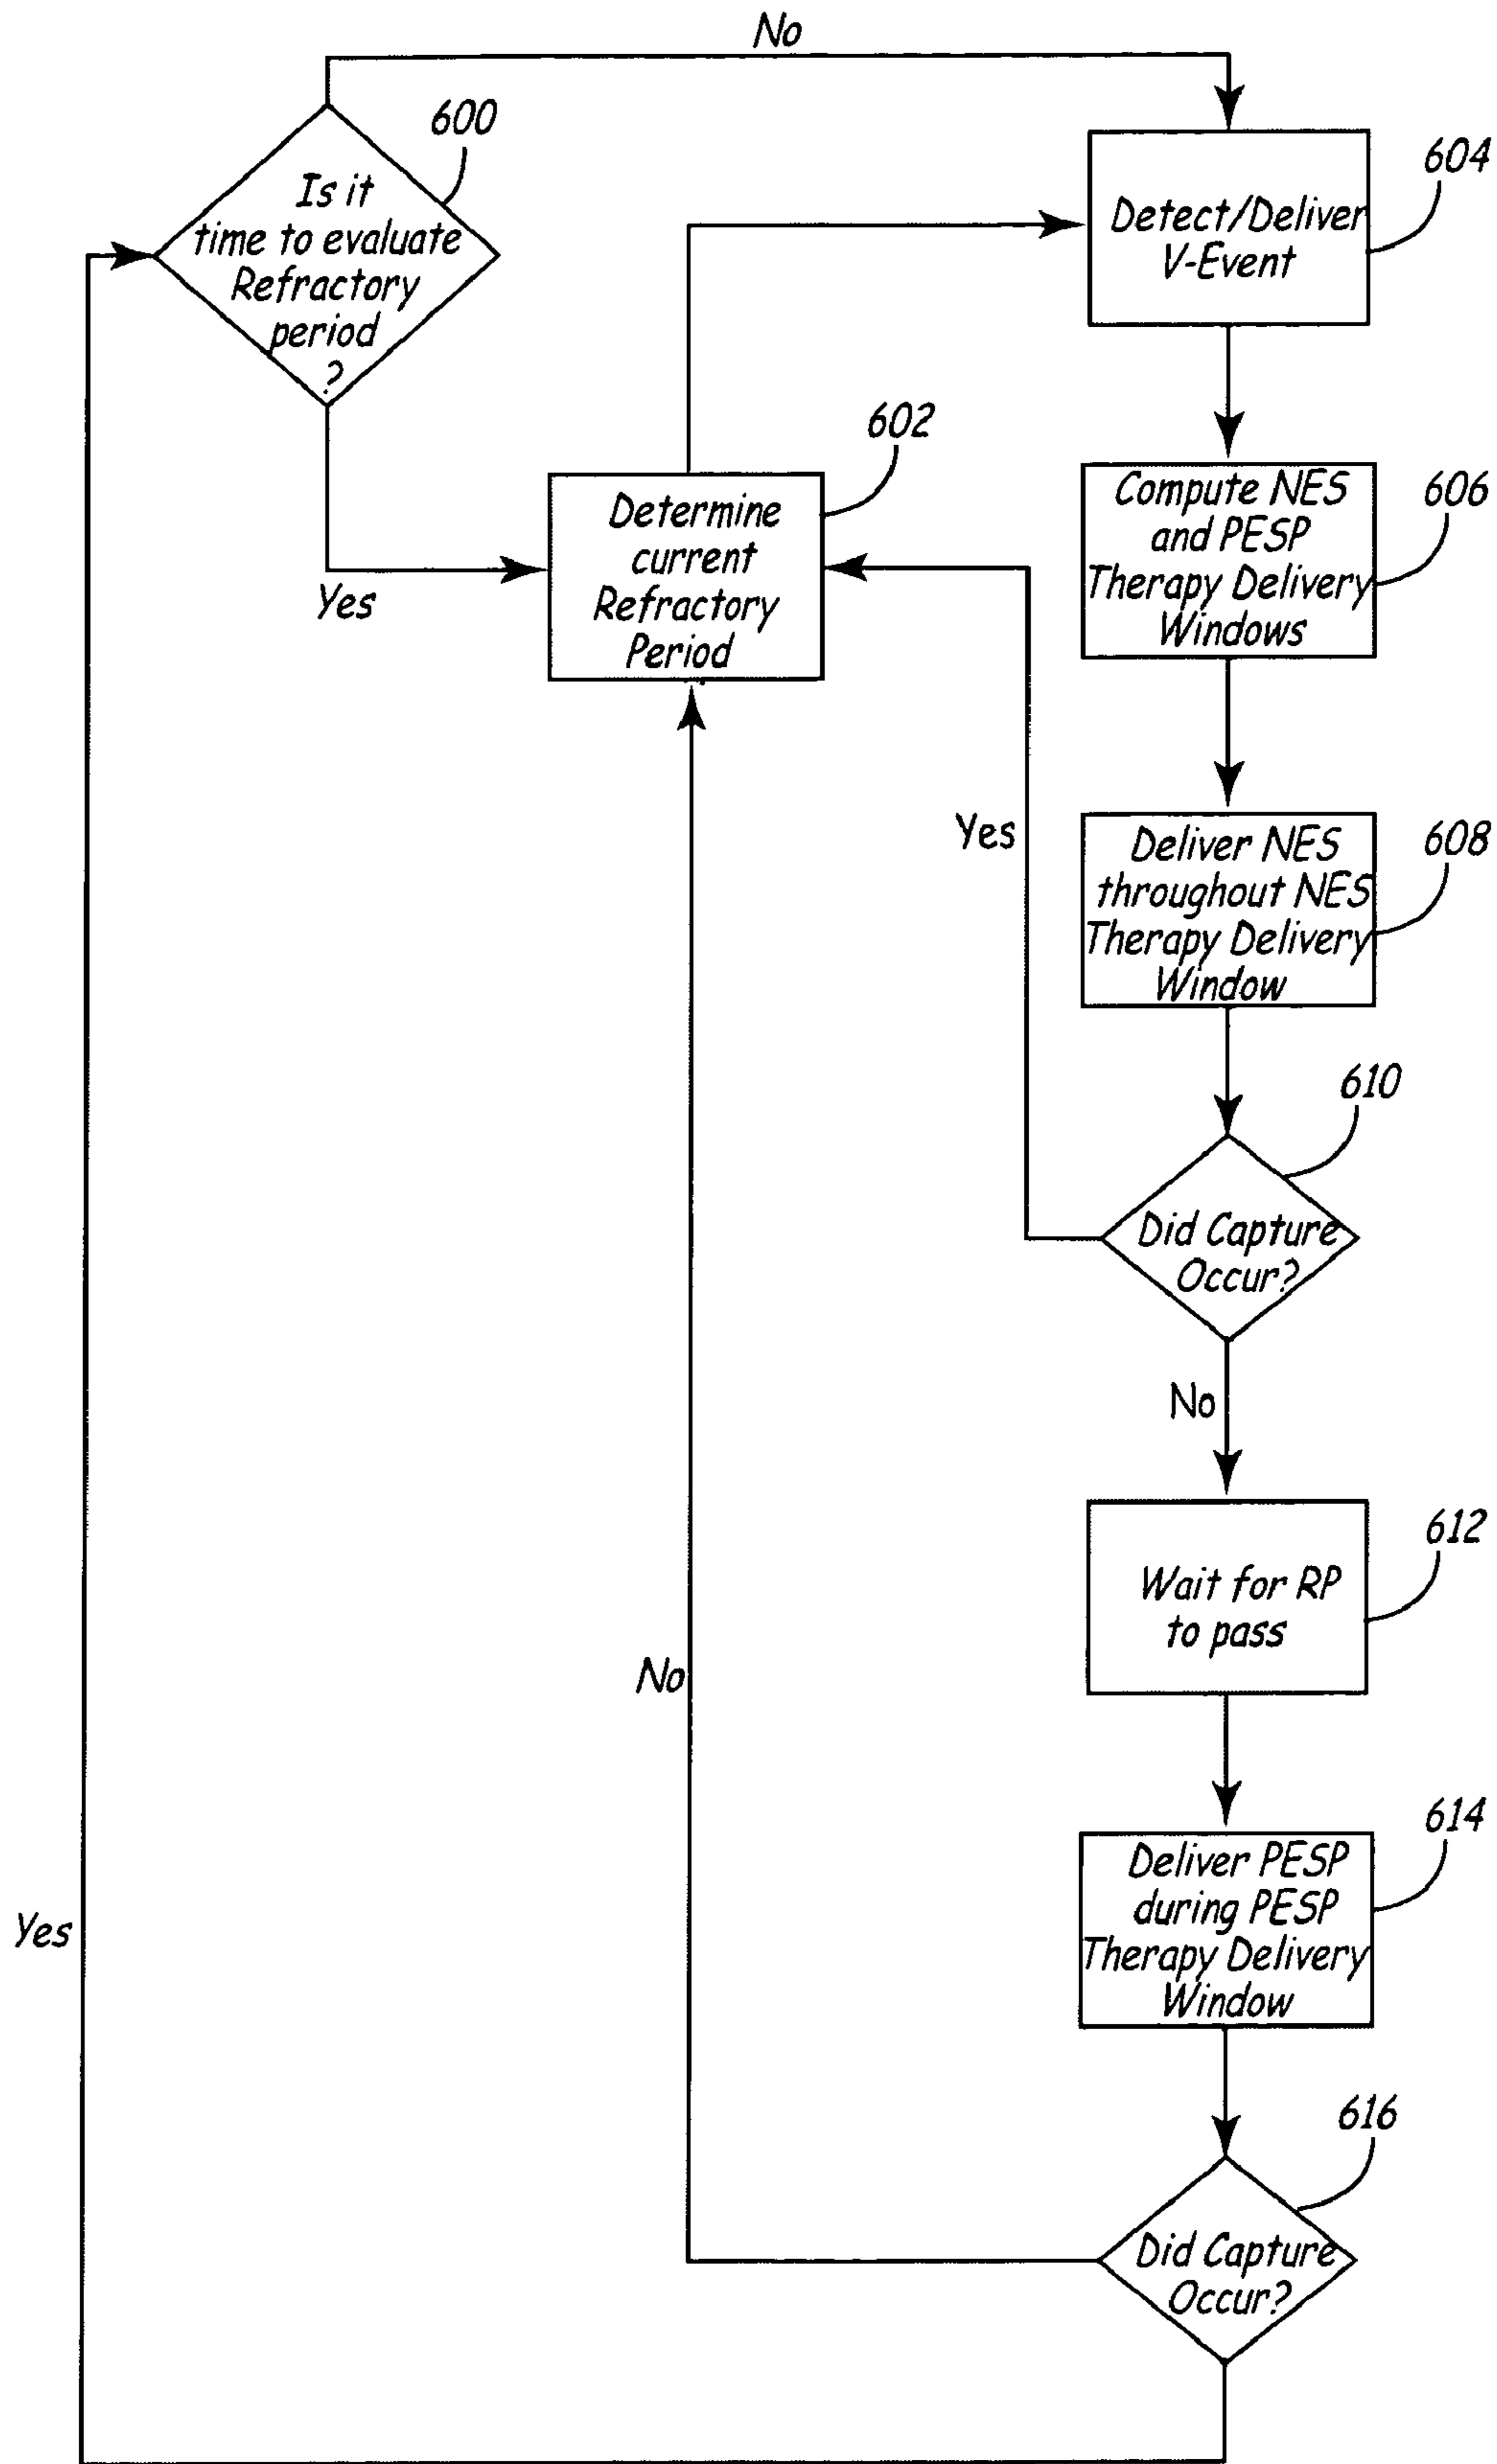 No
600
Is it
time to evaluate
Refractory
period
?
604
Detect/Deliver
V-Event
602
Determine
current
Refractory
Period
Yes
606
Compute NES
and PESP
Therapy Delivery
Windows
Yes
608
Deliver NES
throughout NES
Therapy Delivery
Window
610
Did Capture
Occur?
No
612
Wait for RP
to pass
No
614
Deliver PESP
during PESP
Therapy Delivery
Window
Yes
616
Did Capture
Occur?